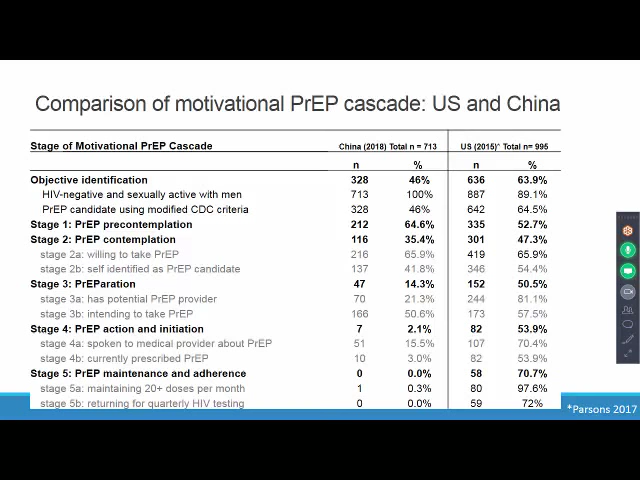 Comparison of motivational PrEP cascade: US and China
Stage of Motivational PrEP Cascade China (2018) Total n = 713 US (2015)^ Total n= 995
n % n %
Objective identification 328 46% 636 63.9%
HIV-negative and sexually active with men 713 100% 887 89.1%
PrEP candidate using modified CDC criteria 328 46% 642 64.5%
Stage 1: PrEP precontemplation 212 64.6% 335 52.7%
Stage 2: PrEP contemplation 116 35.4% 301 47.3%
stage 2a: willing to take PrEP 216 65.9% 419 65.9%
stage 2b: self identified as PrEP candidate 137 41.8% 346 54.4%
Stage 3: PrEParation 47 14.3% 152 50.5%
stage 3a: has potential PrEP provider 70 21.3% 244 81.1%
stage 3b: intending to take PrEP 166 50.6% 173 57.5%
Stage 4: PrEP action and initiation 7 2.1% 82 53.9%
stage 4a: spoken to medical provider about PrEP 51 15.5% 107 70.4%
stage 4b: currently prescribed PrEP 10 3.0% 82 53.9%
Stage 5: PrEP maintenance and adherence 0 0.0% 58 70.7%
stage 5a: maintaining 20+ doses per month 1 0.3% 80 97.6%
stage 5b: returning for quarterly HIV testing 0 0.0% 59 72%
*Parsons 2017